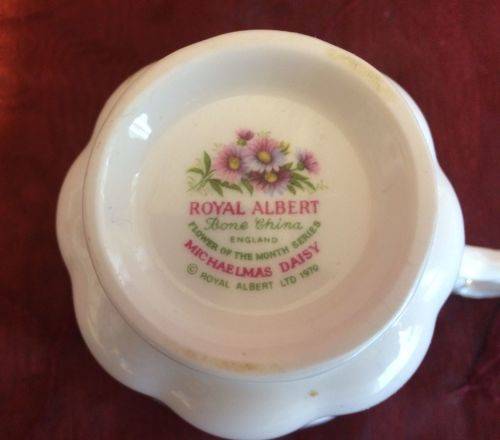 ROYAL ALBERT
Bone China
ENGLAND
FLOWER OF THE MONTH SERIES
MICHAELMAS DAISY
© ROYAL ALBERT LTD 1970